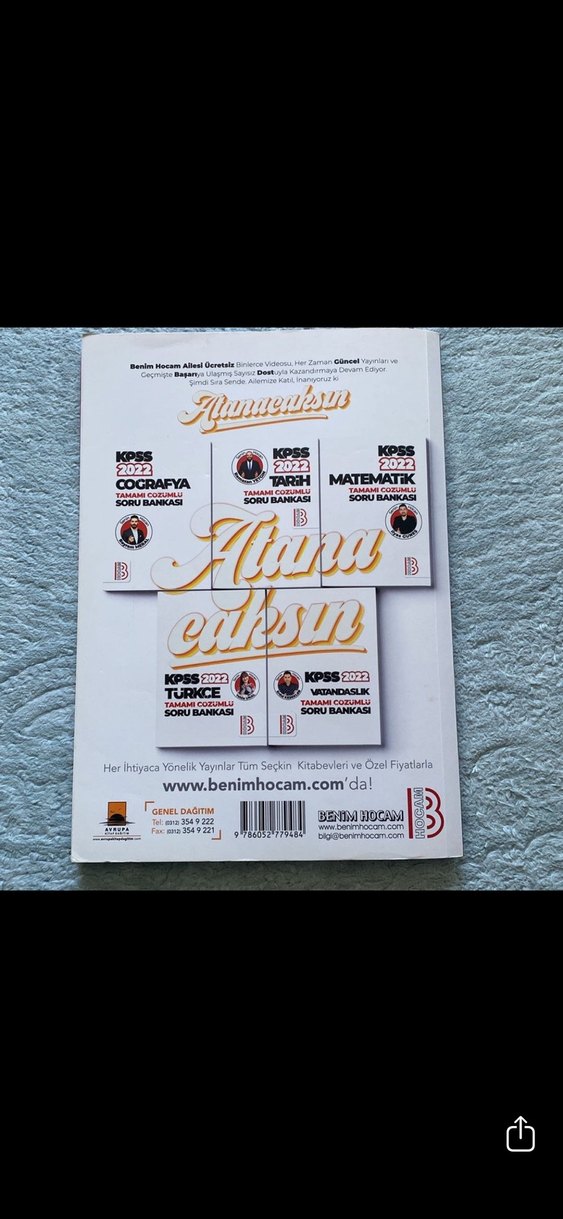 Benim Hocam Ailesi Ücretsiz Binlerce Videosu, Her Zaman Güncel Yayınları ve
Geçmişte Başarıya Ulaşmış Sayısız Dostuyla Kazandırmaya Devam Ediyor.
Şimdi Sıra Sende. Ailemize Katıl, İnanıyoruz ki
Atanacaksın
KPSS
2022
COĞRAFYA
TAMAMI ÇÖZÜMLÜ
SORU BANKASI
KPSS
2022
TARİH
TAMAMI ÇÖZÜMLÜ
SORU BANKASI
KPSS
2022
MATEMATİK
TAMAMI ÇÖZÜMLÜ
SORU BANKASI
Atana
caksın
KPSS 2022
TÜRKÇE
TAMAMI ÇÖZÜMLÜ
SORU BANKASI
KPSS 2022
VATANDAŞLIK
TAMAMI ÇÖZÜMLÜ
SORU BANKASI
Her İhtiyaca Yönelik Yayınlar Tüm Seçkin Kitabevleri ve Özel Fiyatlarla
www.benimhocam.com'da!
AVRUPA
GENEL DAĞITIM
Tel: (0312) 354 9 222
Fax: (0312) 354 9 221
9 786052 779484
BENİM HOCAM
www.benimhocam.com
bilgi@benimhocam.com
HOCAM